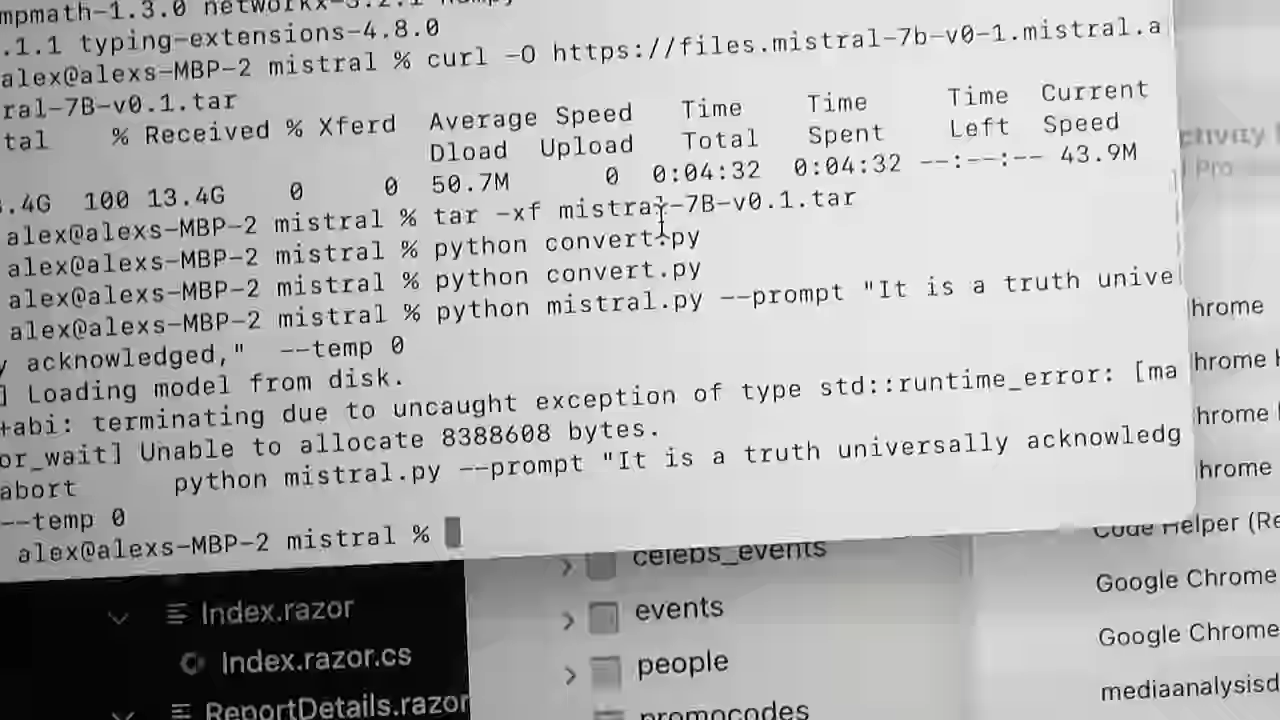 mpmath-1.3.0 networkx-3.2.1
.1.1 typing-extensions-4.8.0
alex@alexs-MBP-2 mistral % curl -O https://files.mistral-7b-v0-1.mistral.a
ral-7B-v0.1.tar
tal % Received % Xferd Average Speed Time Time Time Current
Dload Upload Total Spent Left Speed
.4G 100 13.4G 0 0 50.7M 0 0:04:32 0:04:32 --:--:-- 43.9M
alex@alexs-MBP-2 mistral % tar -xf mistral-7B-v0.1.tar
alex@alexs-MBP-2 mistral % python convert.py
alex@alexs-MBP-2 mistral % python convert.py
alex@alexs-MBP-2 mistral % python mistral.py --prompt "It is a truth unive
y acknowledged," --temp 0
] Loading model from disk.
+abi: terminating due to uncaught exception of type std::runtime_error: [ma
or_wait] Unable to allocate 8388608 bytes.
abort python mistral.py --prompt "It is a truth universally acknowledg
--temp 0
alex@alexs-MBP-2 mistral %
Index.razor
Index.razor.cs
ReportDetails.razor
celebs_events
events
people
promocodes
Pro
hrome
hrome H
hrome
hrome
Code Helper (Re
Google Chrome
Google Chrome
mediaanalysisd